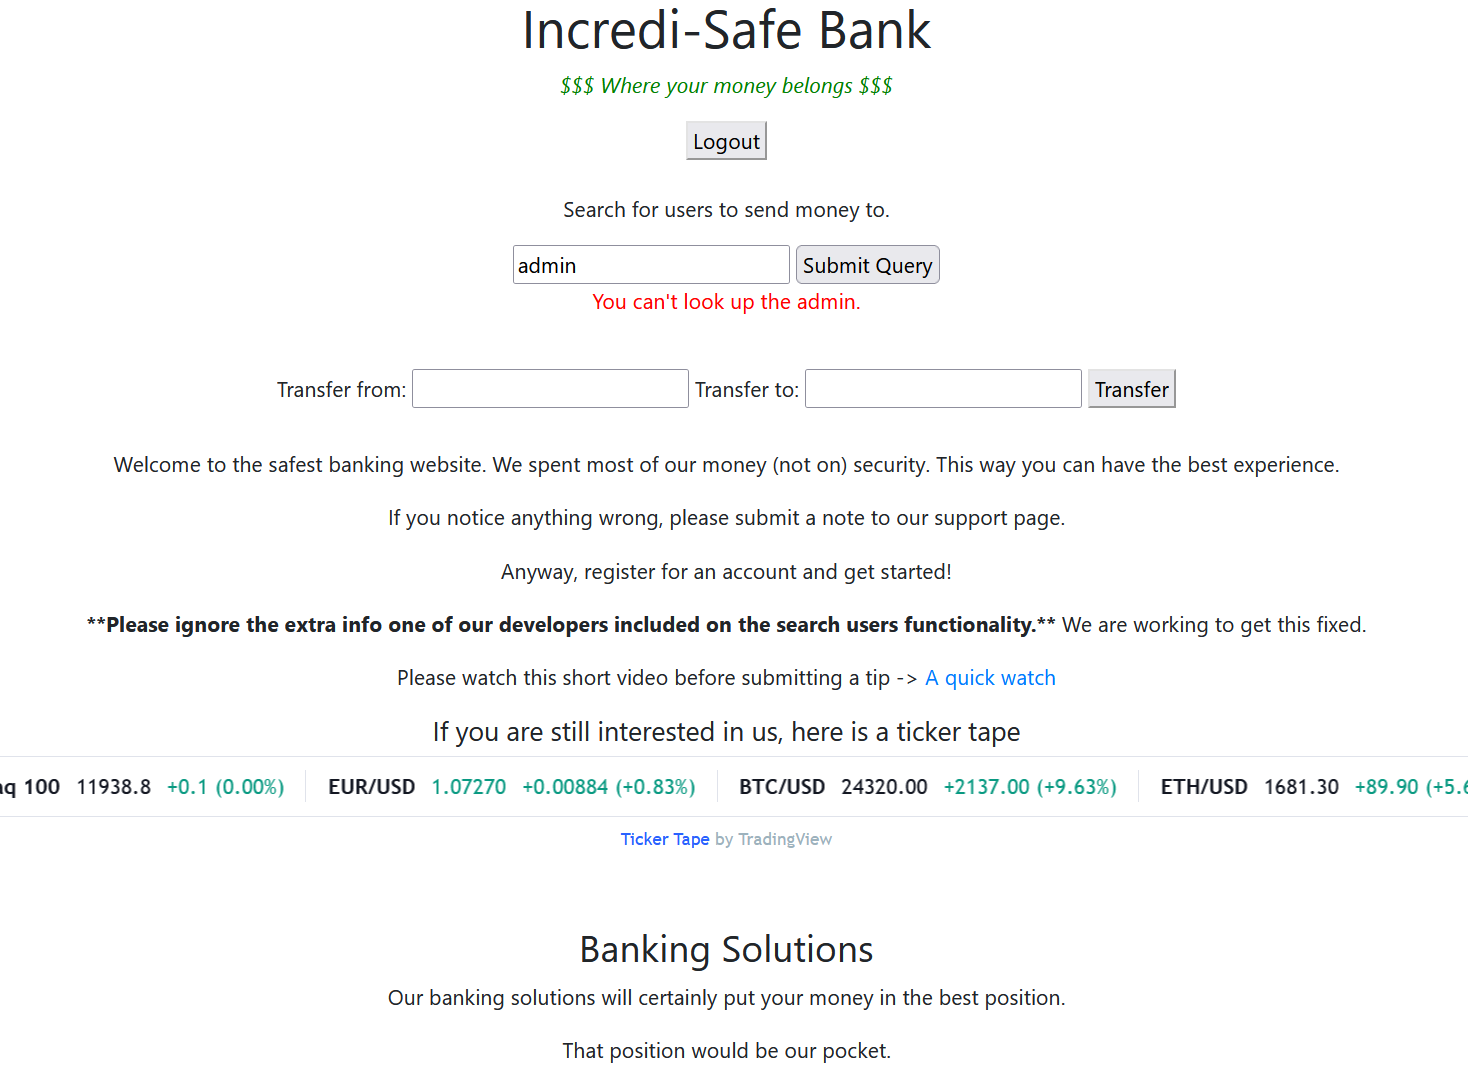 Incredi-Safe Bank
$$$ Where your money belongs $$$
Logout
Search for users to send money to.
admin Submit Query
You can't look up the admin.
Transfer from: Transfer to: Transfer
Welcome to the safest banking website. We spent most of our money (not on) security. This way you can have the best experience.
If you notice anything wrong, please submit a note to our support page.
Anyway, register for an account and get started!
**Please ignore the extra info one of our developers included on the search users functionality.** We are working to get this fixed.
Please watch this short video before submitting a tip -> A quick watch
If you are still interested in us, here is a ticker tape
aq 100 11938.8 +0.1 (0.00%) EUR/USD 1.07270 +0.00884 (+0.83%) BTC/USD 24320.00 +2137.00 (+9.63%) ETH/USD 1681.30 +89.90 (+5.6
Ticker Tape by TradingView
Banking Solutions
Our banking solutions will certainly put your money in the best position.
That position would be our pocket.